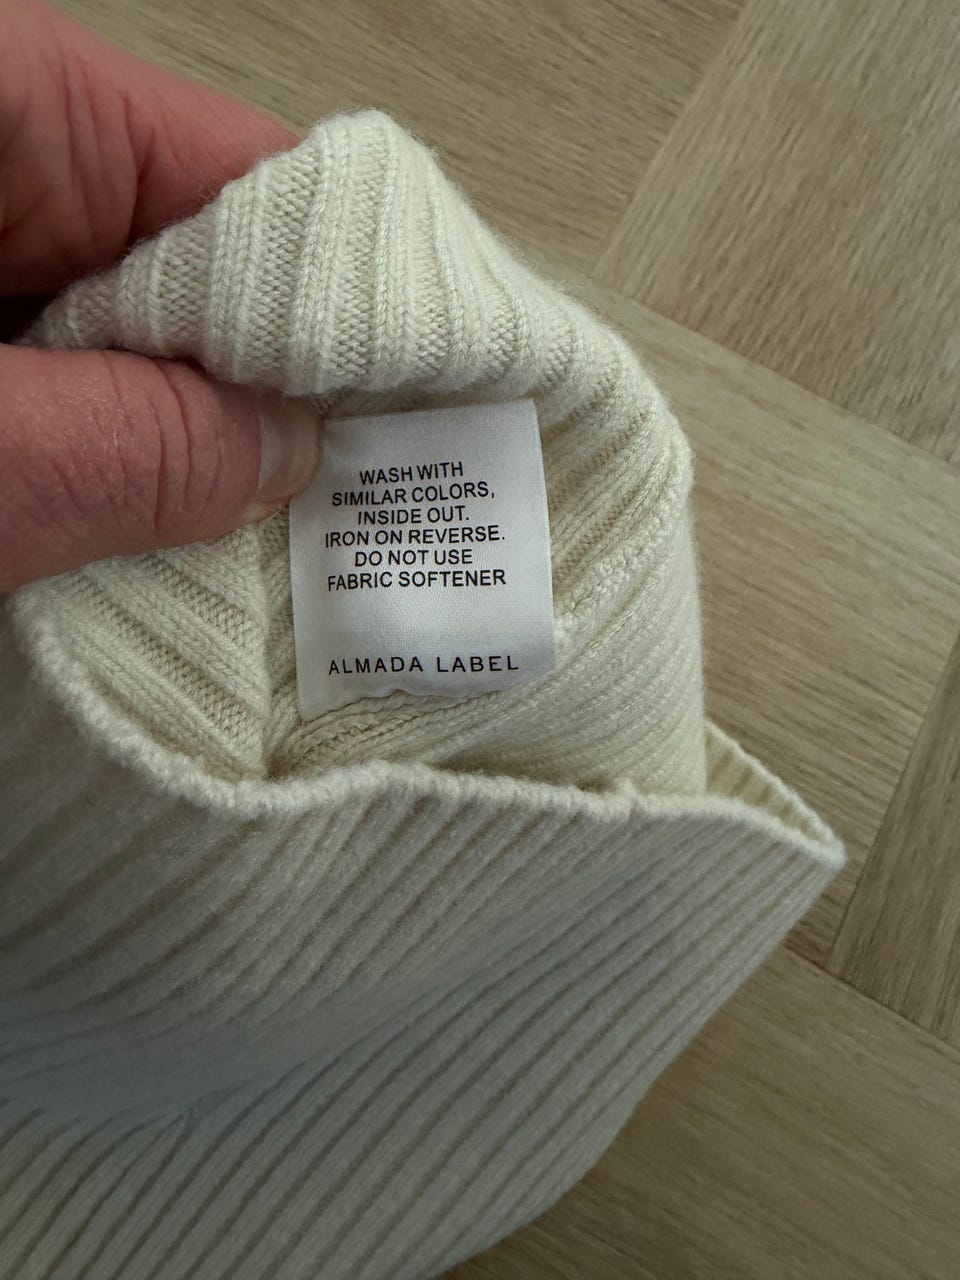 WASH WITH
SIMILAR COLORS,
INSIDE OUT.
IRON ON REVERSE.
DO NOT USE
FABRIC SOFTENER
ALMADA LABEL